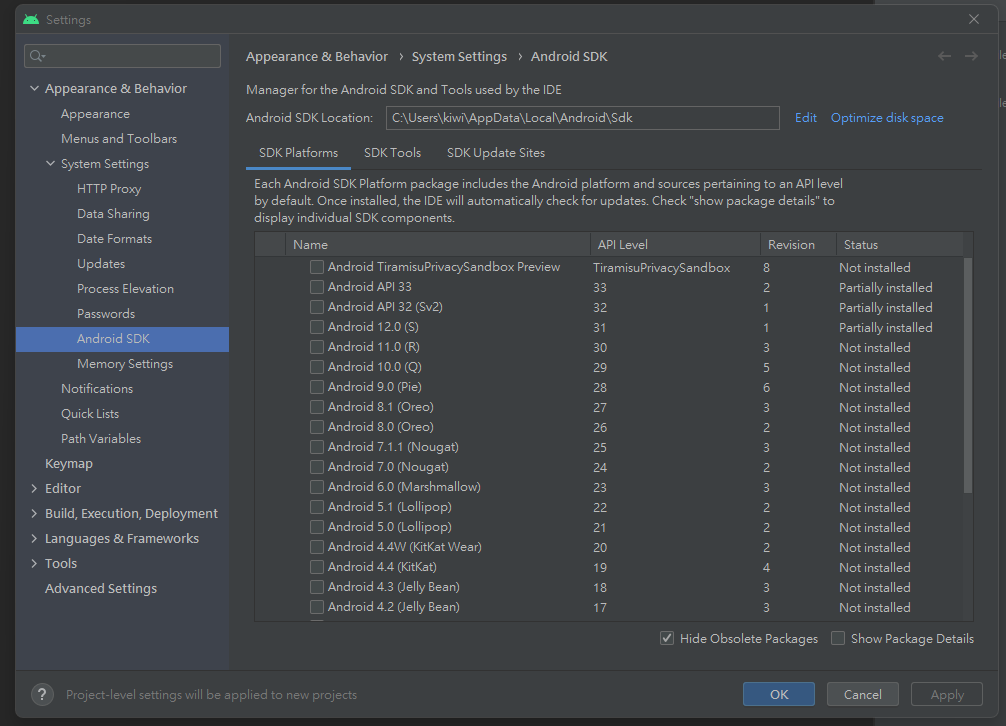 Settings
Appearance & Behavior
Appearance
Menus and Toolbars
System Settings
HTTP Proxy
Data Sharing
Date Formats
Updates
Process Elevation
Passwords
Android SDK
Memory Settings
Notifications
Quick Lists
Path Variables
Keymap
Editor
Build, Execution, Deployment
Languages & Frameworks
Tools
Advanced Settings
Appearance & Behavior › System Settings › Android SDK
Manager for the Android SDK and Tools used by the IDE
Android SDK Location: C:\Users\kiwi\AppData\Local\Android\Sdk Edit Optimize disk space
SDK Platforms SDK Tools SDK Update Sites
Each Android SDK Platform package includes the Android platform and sources pertaining to an API level
by default. Once installed, the IDE will automatically check for updates. Check "show package details" to
display individual SDK components.
Name API Level Revision Status
Android TiramisuPrivacySandbox Preview TiramisuPrivacySandbox 8 Not installed
Android API 33 33 2 Partially installed
Android API 32 (Sv2) 32 1 Partially installed
Android 12.0 (S) 31 1 Partially installed
Android 11.0 (R) 30 3 Not installed
Android 10.0 (Q) 29 5 Not installed
Android 9.0 (Pie) 28 6 Not installed
Android 8.1 (Oreo) 27 3 Not installed
Android 8.0 (Oreo) 26 2 Not installed
Android 7.1.1 (Nougat) 25 3 Not installed
Android 7.0 (Nougat) 24 2 Not installed
Android 6.0 (Marshmallow) 23 3 Not installed
Android 5.1 (Lollipop) 22 2 Not installed
Android 5.0 (Lollipop) 21 2 Not installed
Android 4.4W (KitKat Wear) 20 2 Not installed
Android 4.4 (KitKat) 19 4 Not installed
Android 4.3 (Jelly Bean) 18 3 Not installed
Android 4.2 (Jelly Bean) 17 3 Not installed
Hide Obsolete Packages Show Package Details
? Project-level settings will be applied to new projects
OK Cancel Apply